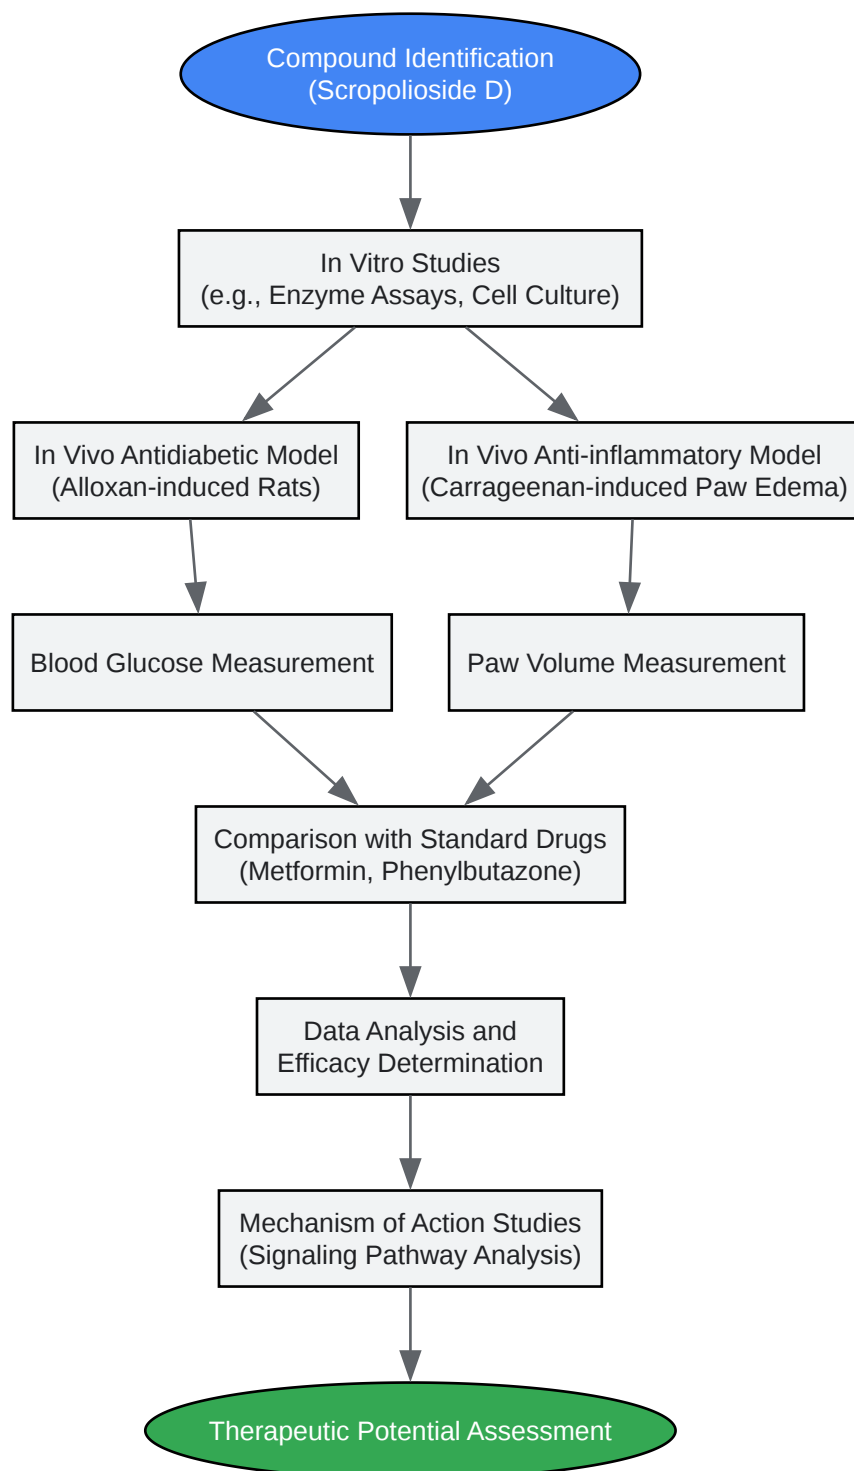 Compound Identification
(Scropolioside D)
In Vitro Studies
(e.g., Enzyme Assays, Cell Culture)
In Vivo Antidiabetic Model
(Alloxan-induced Rats)
In Vivo Anti-inflammatory Model
(Carrageenan-induced Paw Edema)
Blood Glucose Measurement
Paw Volume Measurement
Comparison with Standard Drugs
(Metformin, Phenylbutazone)
Data Analysis and
Efficacy Determination
Mechanism of Action Studies
(Signaling Pathway Analysis)
Therapeutic Potential Assessment